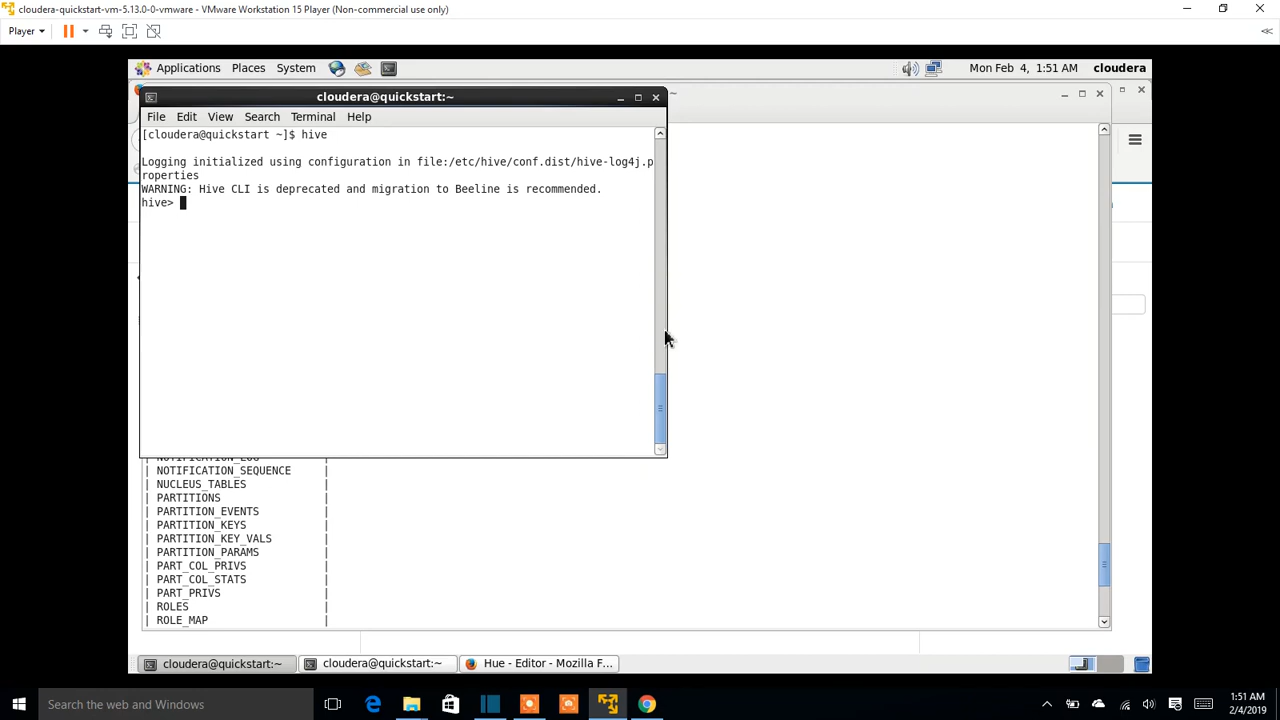 cloudera-quickstart-vm-5.13.0-0-vmware - VMware Workstation 15 Player (Non-commercial use only)
Player
Applications Places System Mon Feb 4, 1:51 AM cloudera
cloudera@quickstart:~
File Edit View Search Terminal Help
[cloudera@quickstart ~]$ hive
Logging initialized using configuration in file:/etc/hive/conf.dist/hive-log4j.p
roperties
WARNING: Hive CLI is deprecated and migration to Beeline is recommended.
hive>
| NOTIFICATION_LOG |
| NOTIFICATION_SEQUENCE |
| NUCLEUS_TABLES |
| PARTITIONS |
| PARTITION_EVENTS |
| PARTITION_KEYS |
| PARTITION_KEY_VALS |
| PARTITION_PARAMS |
| PART_COL_PRIVS |
| PART_COL_STATS |
| PART_PRIVS |
| ROLES |
| ROLE_MAP |
cloudera@quickstart:~ cloudera@quickstart:~ Hue - Editor - Mozilla F...
Search the web and Windows
1:51 AM
2/4/2019